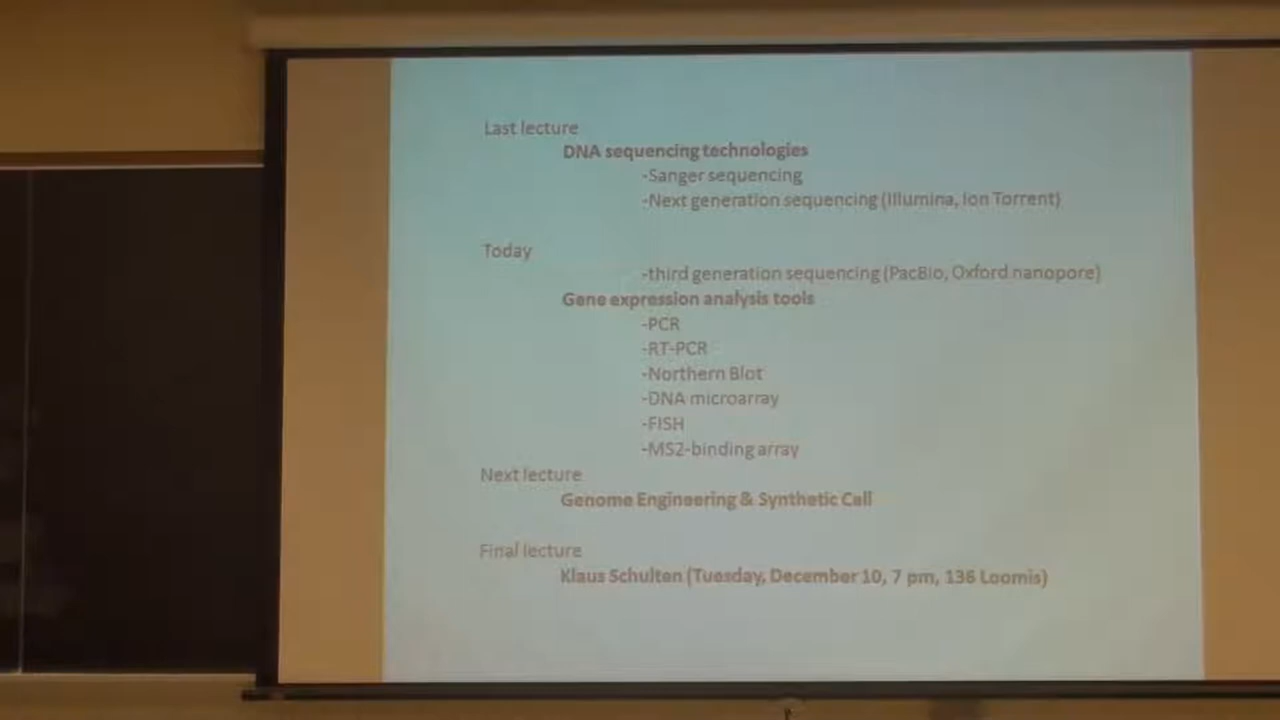 Last lecture
DNA sequencing technologies
-Sanger sequencing
-Next generation sequencing (Illumina, Ion Torrent)
Today
-third generation sequencing (PacBio, Oxford nanopore)
Gene expression analysis tools
-PCR
-RT-PCR
-Northern Blot
-DNA microarray
-FISH
-MS2-binding array
Next lecture
Genome Engineering & Synthetic Cell
Final lecture
Klaus Schulten (Tuesday, December 10, 7 pm, 136 Loomis)